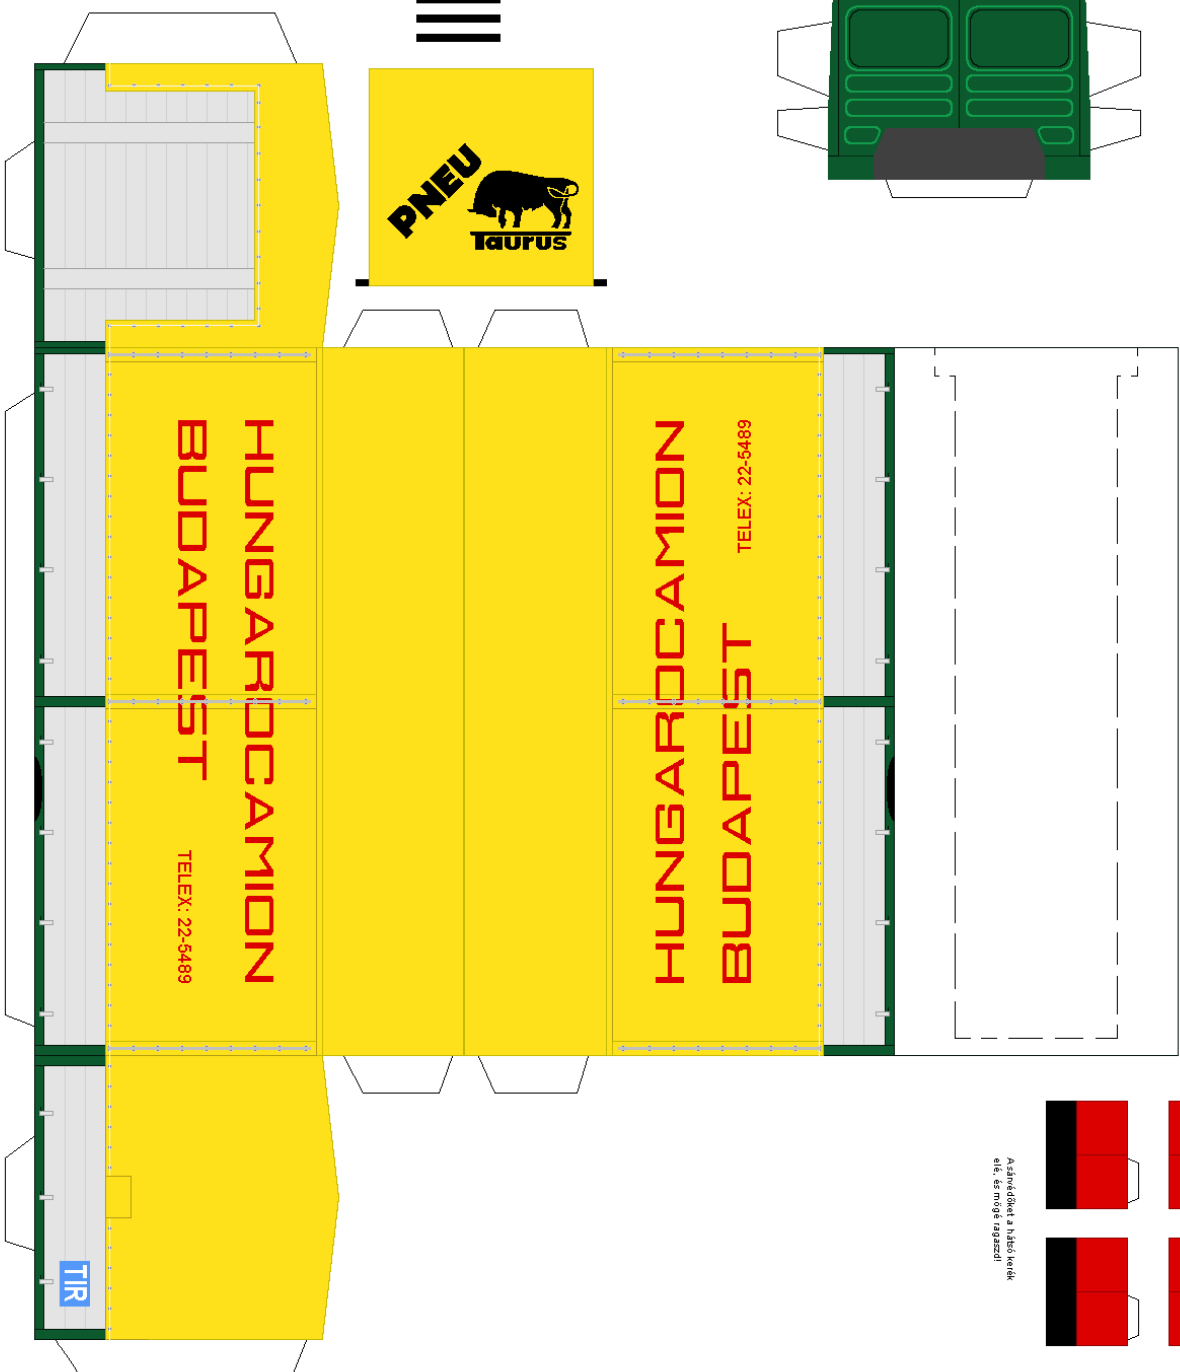 PNEU
Taurus
HUNGAROCAMION
BUDAPEST
TELEX: 22-5489
HUNGAROCAMION
BUDAPEST
TELEX: 22-5489
TIR
A sárvédőket a hátsó kerék
elé, és mögé ragaszd!